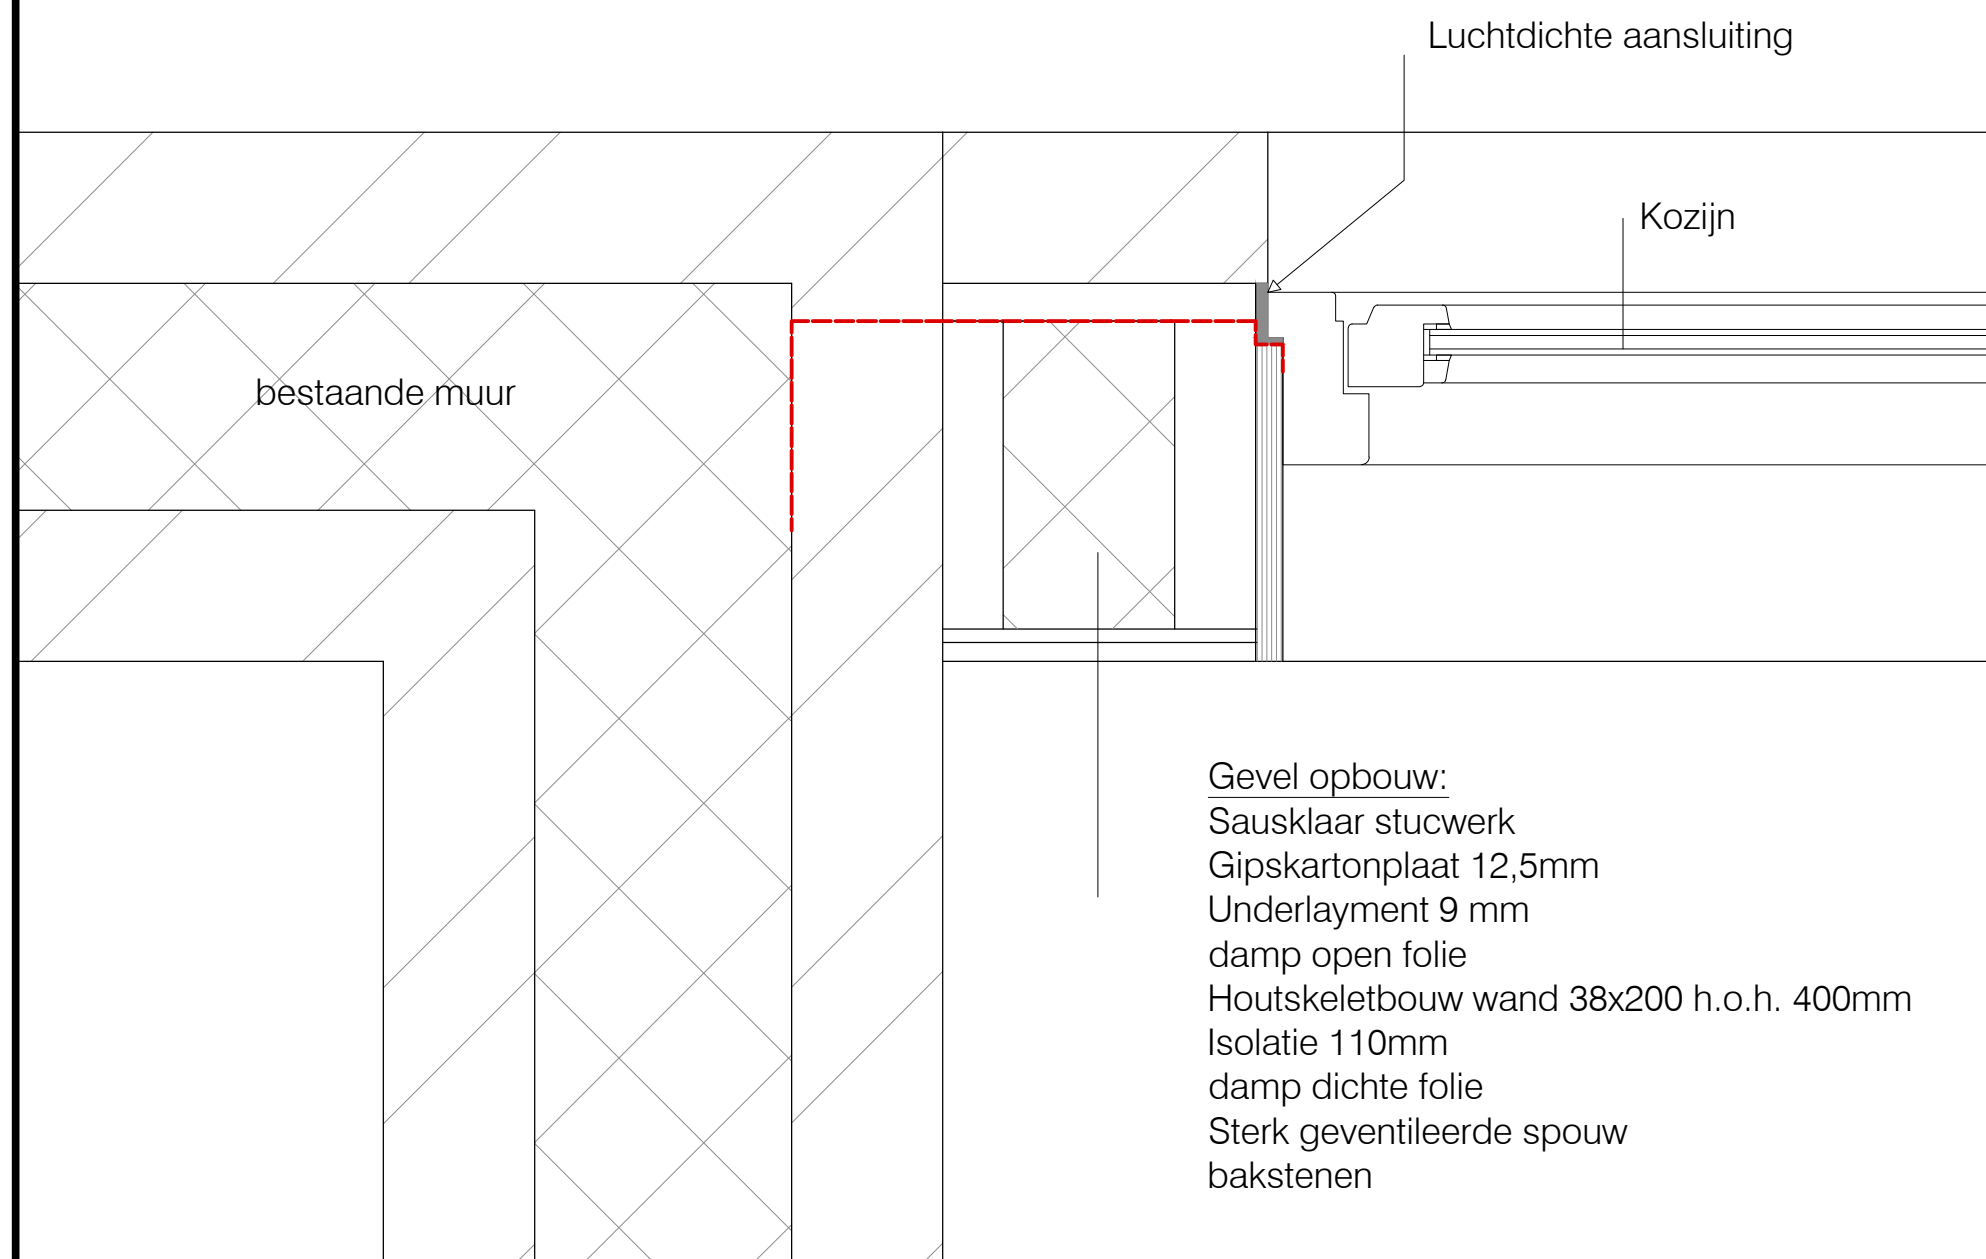 Luchtdichte aansluiting
Kozijn
bestaande muur
Gevel opbouw:
Sausklaar stucwerk
Gipskartonplaat 12,5mm
Underlayment 9 mm
damp open folie
Houtskeletbouw wand 38x200 h.o.h. 400mm
Isolatie 110mm
damp dichte folie
Sterk geventileerde spouw
bakstenen